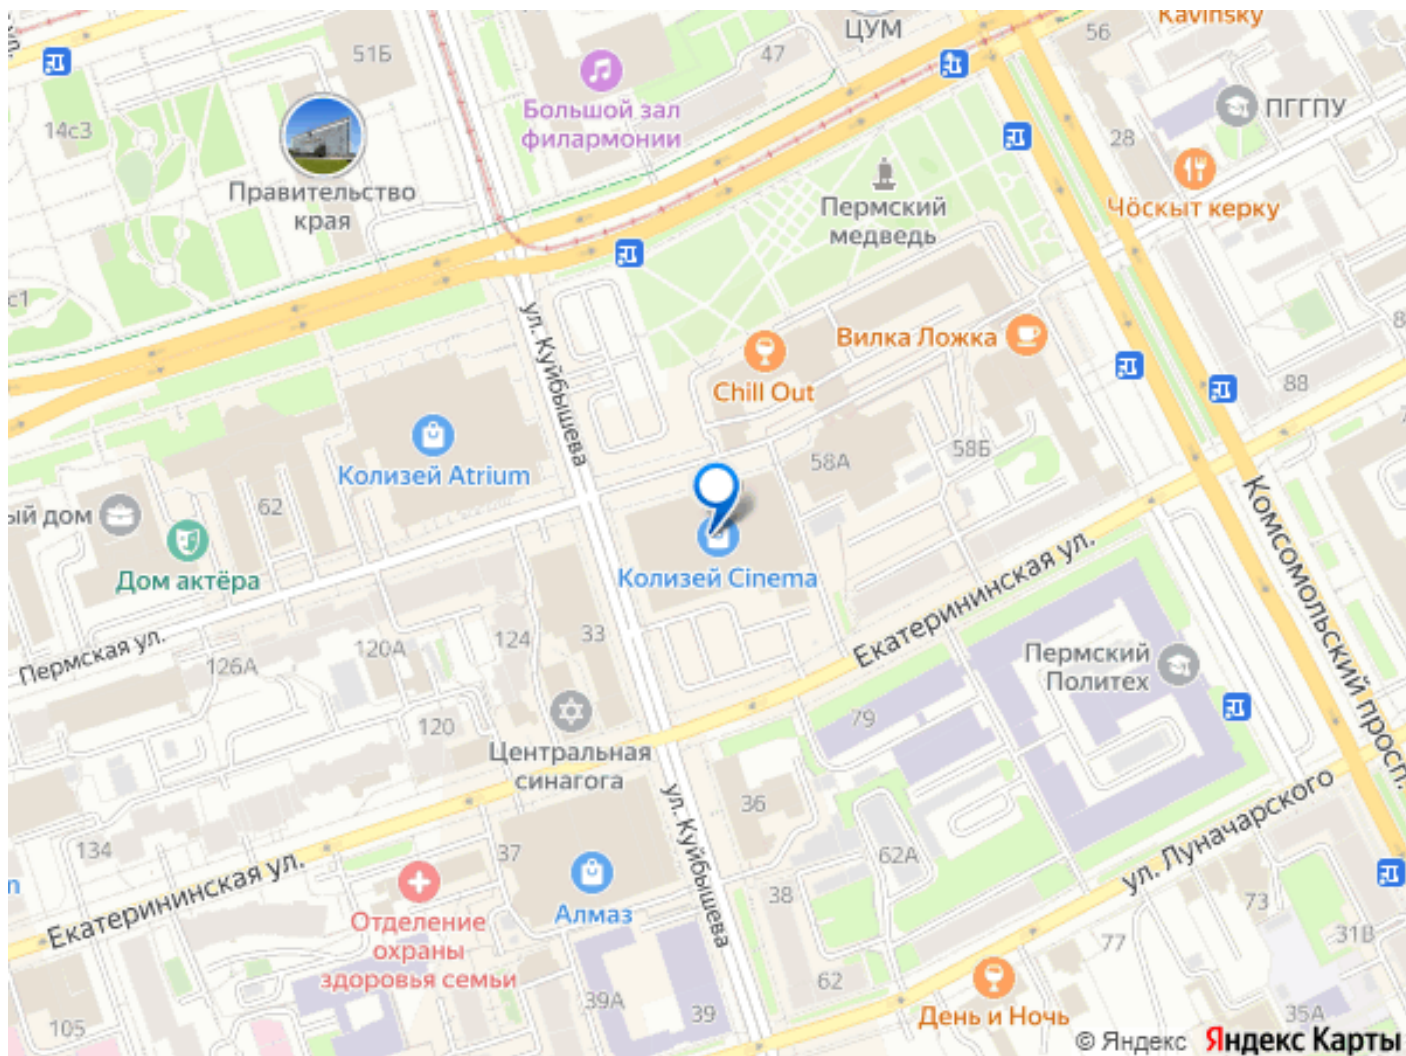 Kavinsky
ЦУМ
56
51Б
47
Большой зал
филармонии
ПГГПУ
14с3
28
Правительство
края
Пермский
медведь
Чöскыт керку
с1
ул. Куйбышева
Вилка Ложка
Chill Out
88
Колизей Atrium
58А
58Б
62
ый дом
Дом актёра
Колизей Cinema
Комсомольский просп.
Екатерининская ул.
Пермская ул.
126А
120А
124
33
Пермский
Политех
120
79
Центральная
синагога
ул. Куйбышева
36
ул. Луначарского
134
37
62А
Екатерининская ул.
Алмаз
38
73
Отделение
охраны
здоровья семьи
77
31В
62
39А
39
День и Ночь
35А
105
© Яндекс Яндекс Карты